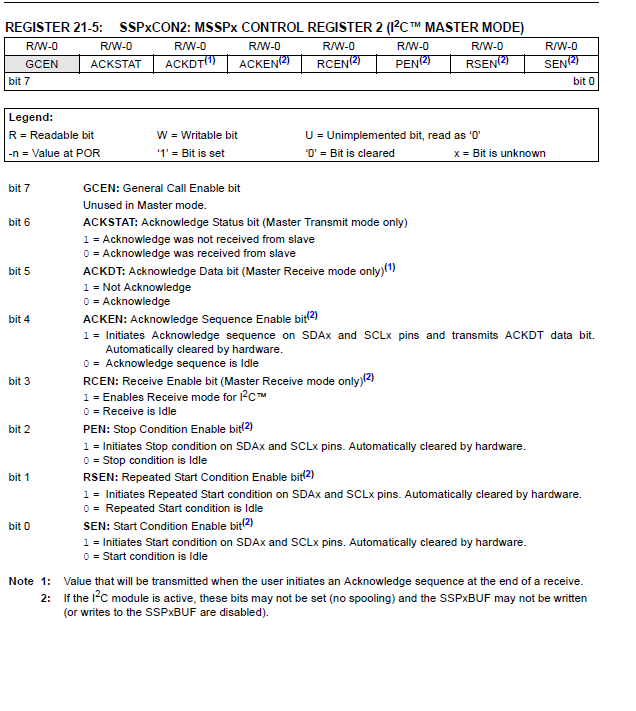 REGISTER 21-5: SSPxCON2: MSSPx CONTROL REGISTER 2 (I2C™ MASTER MODE)
R/W-0 R/W-0 R/W-0 R/W-0 R/W-0 R/W-0 R/W-0 R/W-0
GCEN ACKSTAT ACKDT(1) ACKEN(2) RCEN(2) PEN(2) RSEN(2) SEN(2)
bit 7 bit 0
Legend:
R = Readable bit W = Writable bit U = Unimplemented bit, read as ‘0’
-n = Value at POR ‘1’ = Bit is set ‘0’ = Bit is cleared x = Bit is unknown
bit 7 GCEN: General Call Enable bit
Unused in Master mode.
bit 6 ACKSTAT: Acknowledge Status bit (Master Transmit mode only)
1 = Acknowledge was not received from slave
0 = Acknowledge was received from slave
bit 5 ACKDT: Acknowledge Data bit (Master Receive mode only)(1)
1 = Not Acknowledge
0 = Acknowledge
bit 4 ACKEN: Acknowledge Sequence Enable bit(2)
1 = Initiates Acknowledge sequence on SDAx and SCLx pins and transmits ACKDT data bit.
Automatically cleared by hardware.
0 = Acknowledge sequence is Idle
bit 3 RCEN: Receive Enable bit (Master Receive mode only)(2)
1 = Enables Receive mode for I2C™
0 = Receive is Idle
bit 2 PEN: Stop Condition Enable bit(2)
1 = Initiates Stop condition on SDAx and SCLx pins. Automatically cleared by hardware.
0 = Stop condition is Idle
bit 1 RSEN: Repeated Start Condition Enable bit(2)
1 = Initiates Repeated Start condition on SDAx and SCLx pins. Automatically cleared by hardware.
0 = Repeated Start condition is Idle
bit 0 SEN: Start Condition Enable bit(2)
1 = Initiates Start condition on SDAx and SCLx pins. Automatically cleared by hardware.
0 = Start condition is Idle
Note 1: Value that will be transmitted when the user initiates an Acknowledge sequence at the end of a receive.
2: If the I2C module is active, these bits may not be set (no spooling) and the SSPxBUF may not be written
(or writes to the SSPxBUF are disabled).